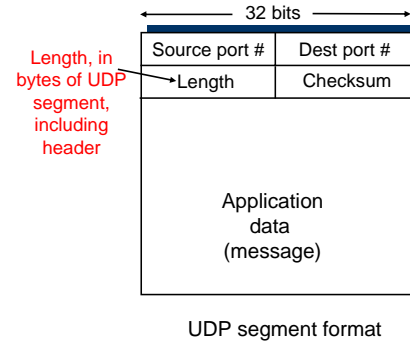 32 bits
Source port # Dest port #
Length, in
bytes of UDP
segment,
including
header
Length Checksum
Application
data
(message)
UDP segment format